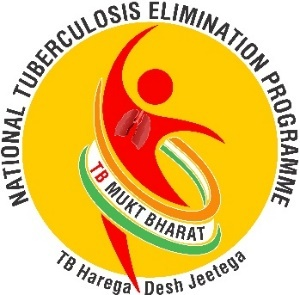 NATIONAL TUBERCULOSIS ELIMINATION PROGRAMME
TB MUKT BHARAT
TB Harega Desh Jeetega